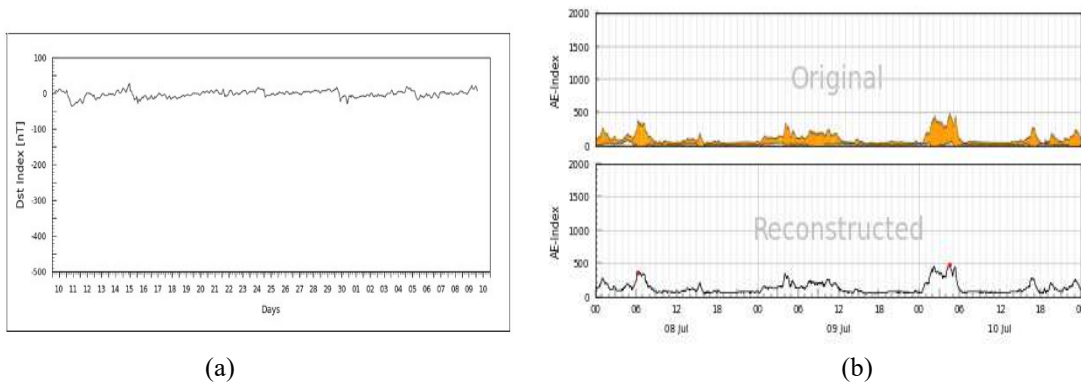 100
0
-100
-200
-300
-400
-500
Dst Index [nT]
10 11 12 13 14 15 16 17 18 19 20 21 22 23 24 25 26 27 28 29 30 01 02 03 04 05 06 07 08 09 10
Days
(a)
2000
1500
1000
500
0
AE-Index
Original
2000
1500
1000
500
0
AE-Index
Reconstructed
00 06 12 18 00 06 12 18 00 06 12 18 00
08 Jul 09 Jul 10 Jul
(b)